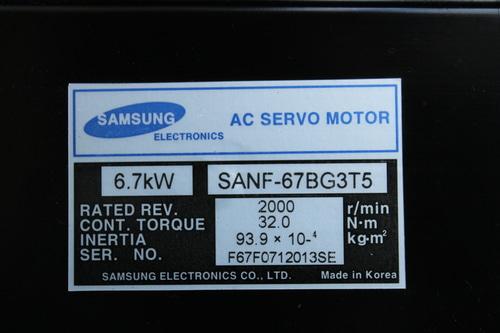 SAMSUNG ELECTRONICS AC SERVO MOTOR
6.7kW SANF-67BG3T5
RATED REV. 2000 r/min
CONT. TORQUE 32.0 N·m
INERTIA 93.9 × 10-⁴ kg·m²
SER. NO. F67F0712013SE
SAMSUNG ELECTRONICS CO., LTD. Made in Korea